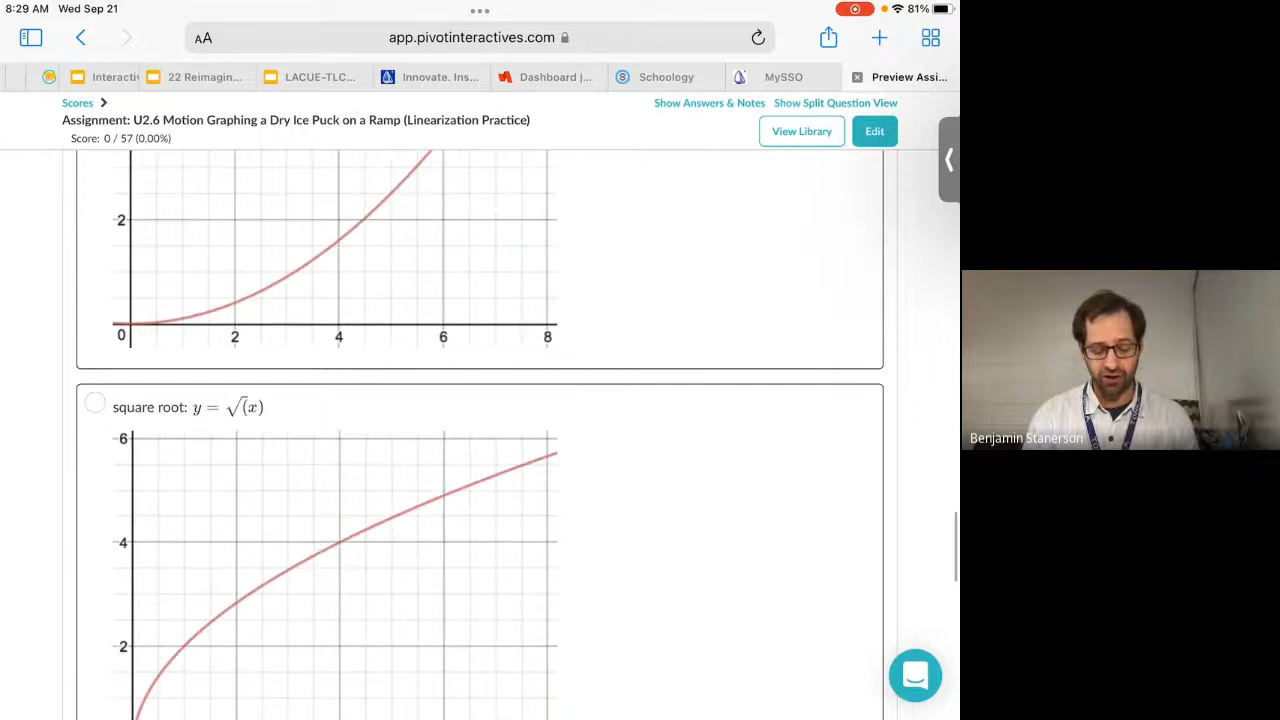 8:29 AM Wed Sep 21
81%
AA
app.pivotinteractives.com
Interacti
22 Reimagin...
LACUE-TLC...
Innovate. Ins...
Dashboard |...
Schoology
MySSO
Preview Assi...
Scores
Show Answers & Notes Show Split Question View
Assignment: U2.6 Motion Graphing a Dry Ice Puck on a Ramp (Linearization Practice)
View Library
Edit
Score: 0 / 57 (0.00%)
2
0 2 4 6 8
square root: y = √(x)
6
4
2
Benjamin Stanerson